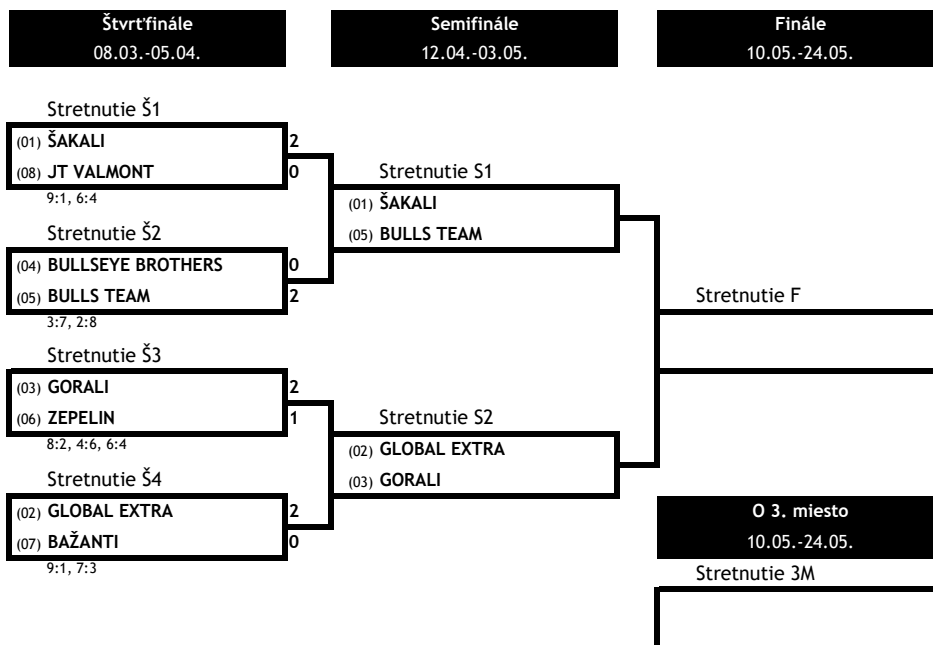 Štvrťfinále
08.03.-05.04.
Semifinále
12.04.-03.05.
Finále
10.05.-24.05.
Stretnutie Š1
(01) ŠAKALI 2
(08) JT VALMONT 0
9:1, 6:4
Stretnutie Š2
(04) BULLSEYE BROTHERS 0
(05) BULLS TEAM 2
3:7, 2:8
Stretnutie Š3
(03) GORALI 2
(06) ZEPELIN 1
8:2, 4:6, 6:4
Stretnutie Š4
(02) GLOBAL EXTRA 2
(07) BAŽANTI 0
9:1, 7:3
Stretnutie S1
(01) ŠAKALI
(05) BULLS TEAM
Stretnutie S2
(02) GLOBAL EXTRA
(03) GORALI
Stretnutie F
O 3. miesto
10.05.-24.05.
Stretnutie 3M